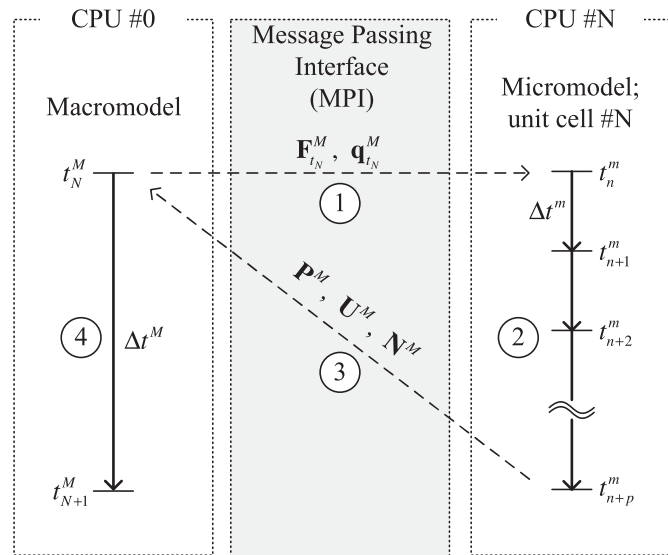 CPU #0
Message Passing
Interface
(MPI)
CPU #N
Macromodel
Micromodel;
unit cell #N
t_N^M
F_{t_N}^M , q_{t_N}^M
t_n^m
1
Δt^m
t_{n+1}^m
P^M, U^M, N^M
4
Δt^M
2
t_{n+2}^m
3
t_{N+1}^M
t_{n+p}^m